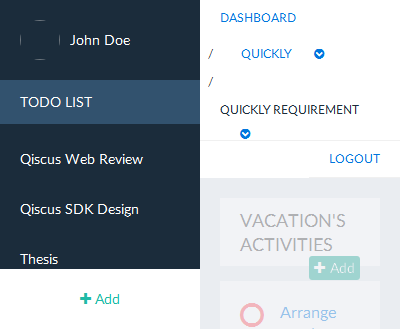 John Doe
TODO LIST
Qiscus Web Review
Qiscus SDK Design
Thesis
Add
DASHBOARD
/ QUICKLY
/
QUICKLY REQUIREMENT
LOGOUT
VACATION'S
ACTIVITIES
Add
Arrange